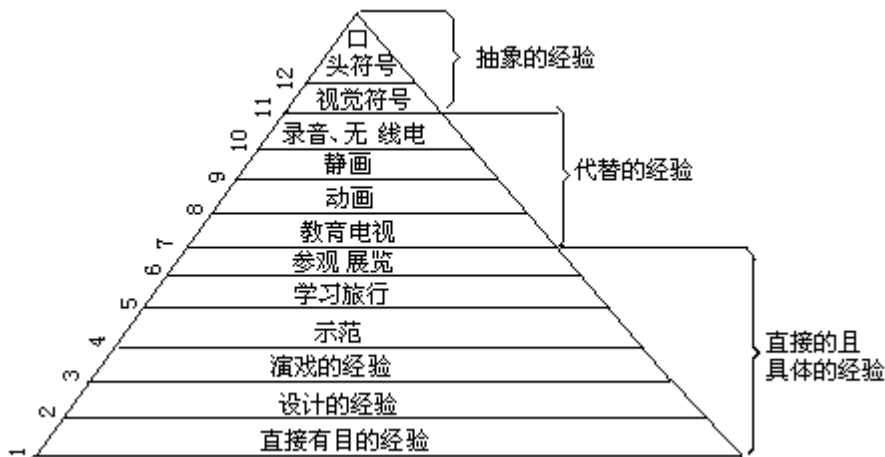 口
头符号
抽象的经验
12
视觉符号
11
录音、无 线电
10
静画
代替的经验
9
动画
8
教育电视
7
参观 展览
6
学习旅行
5
示范
4
直接的且
具体的经验
演戏的经验
3
设计的经验
2
直接有目的经验
1